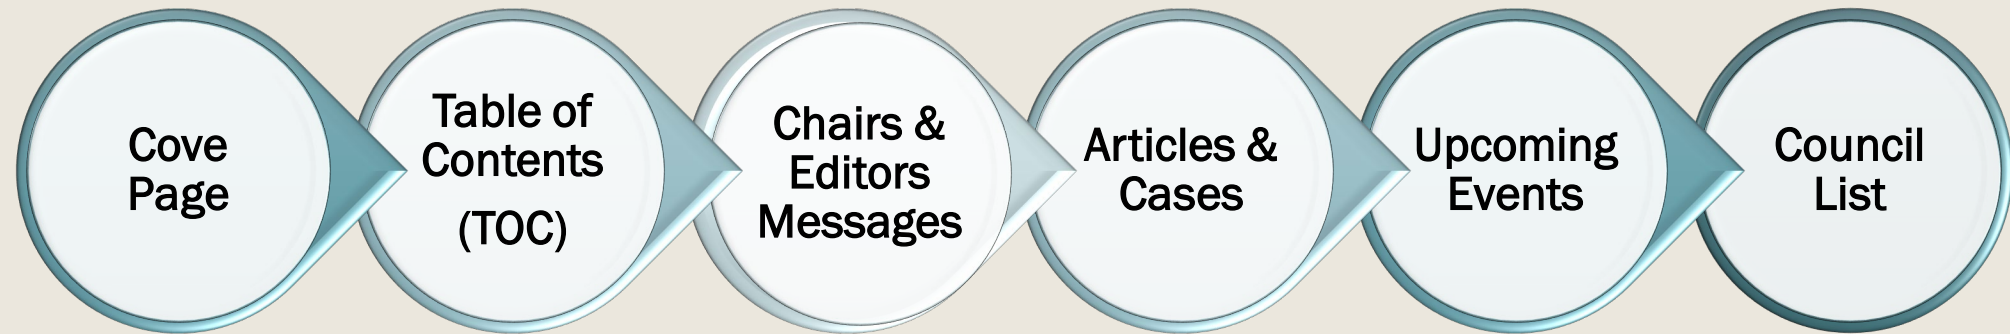 Cove
Page
Table of
Contents
(TOC)
Chairs &
Editors
Messages
Articles &
Cases
Upcoming
Events
Council
List